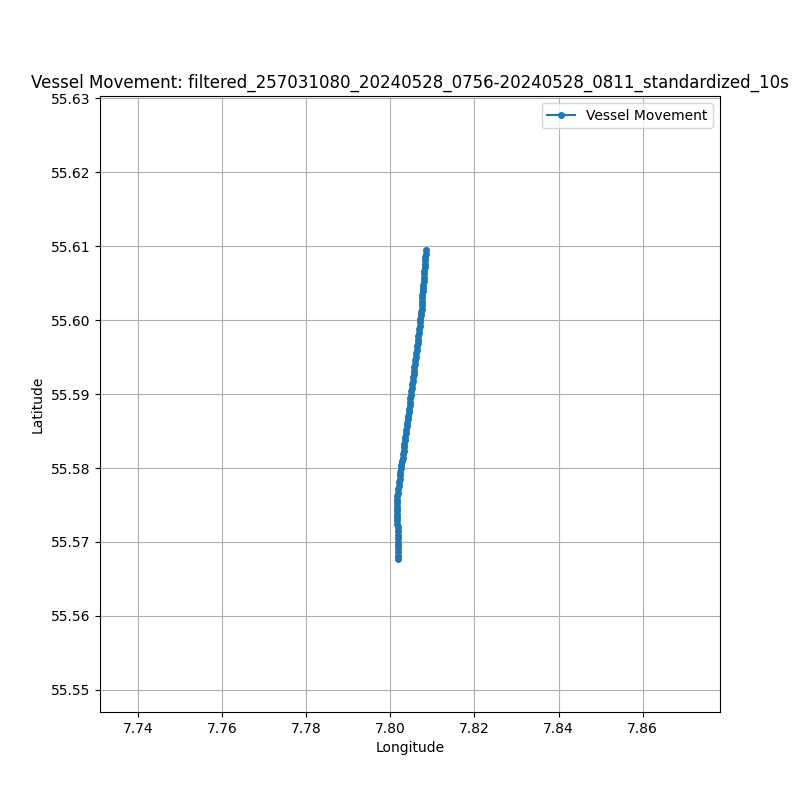 Vessel Movement: filtered_257031080_20240528_0756-20240528_0811_standardized_10s
Vessel Movement
55.63
55.62
55.61
55.60
55.59
55.58
55.57
55.56
55.55
Latitude
7.74 7.76 7.78 7.80 7.82 7.84 7.86
Longitude